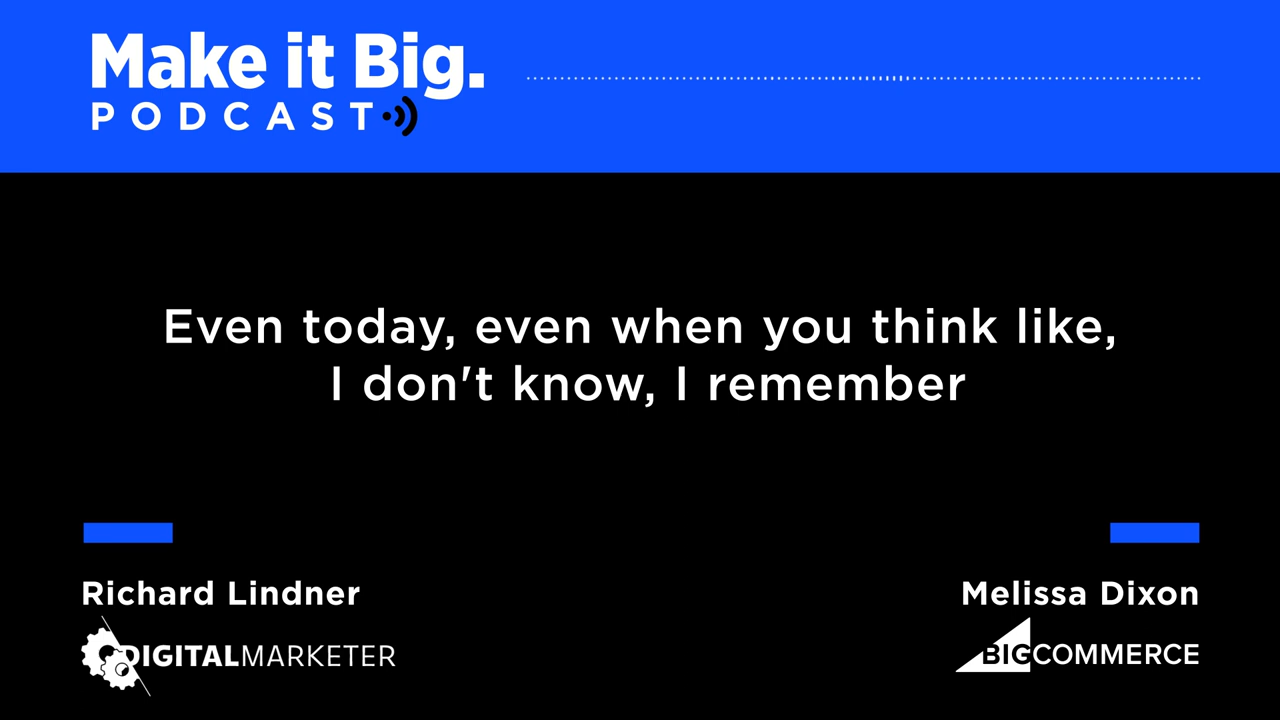 Make it Big.
PODCAST
Even today, even when you think like,
I don't know, I remember
Richard Lindner
Melissa Dixon
DIGITALMARKETER
BIGCOMMERCE